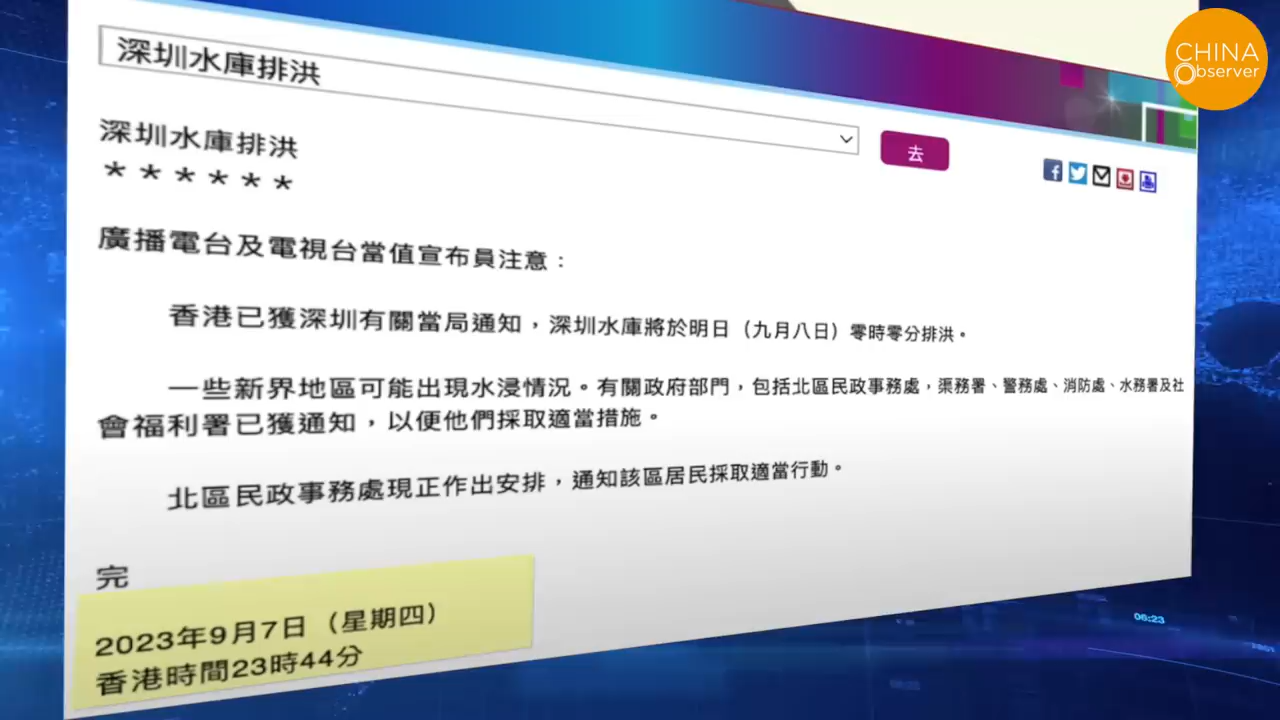 CHINA
Observer
深圳水庫排洪
去
深圳水庫排洪
******
廣播電台及電視台當值宣布員注意：
香港已獲深圳有關當局通知，深圳水庫將於明日（九月八日）零時零分排洪。
一些新界地區可能出現水浸情況。有關政府部門，包括北區民政事務處，渠務署、警務處、消防處、水務署及社
會福利署已獲通知，以便他們採取適當措施。
北區民政事務處現正作出安排，通知該區居民採取適當行動。
完
2023年9月7日（星期四）
香港時間23時44分
06:23